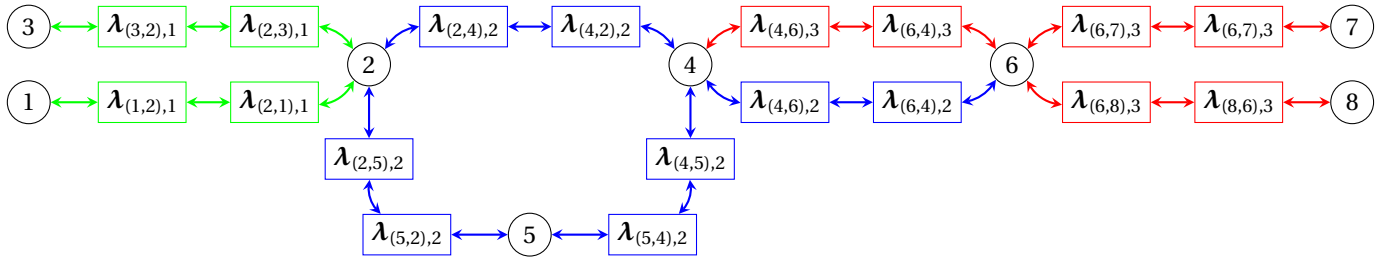 3 λ(3,2),1 λ(2,3),1 λ(2,4),2 λ(4,2),2 λ(4,6),3 λ(6,4),3 λ(6,7),3 λ(6,7),3 7
2 4 6
1 λ(1,2),1 λ(2,1),1 λ(4,6),2 λ(6,4),2 λ(6,8),3 λ(8,6),3 8
λ(2,5),2 λ(4,5),2
λ(5,2),2 5 λ(5,4),2